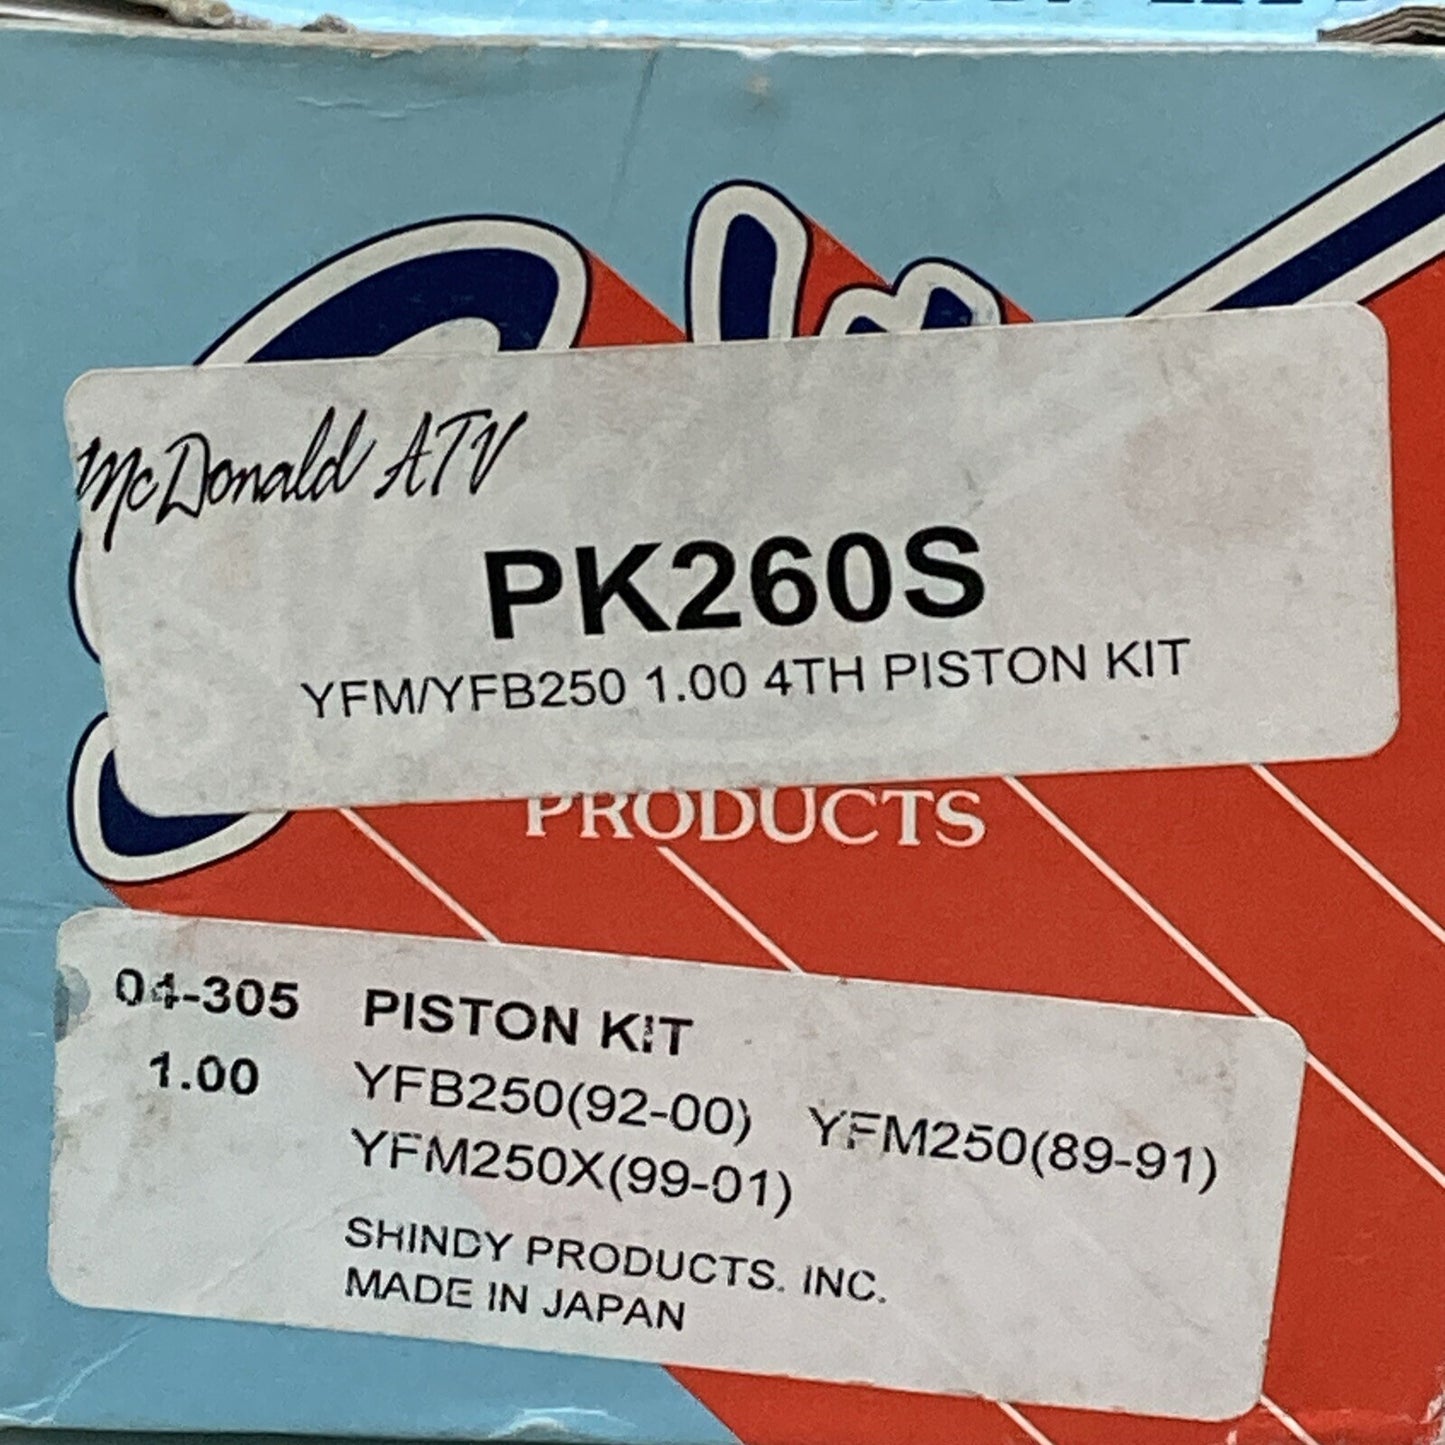 McDonald ATV
PK260S
YFM/YFB250 1.00 4TH PISTON KIT
PRODUCTS
04-305 PISTON KIT
1.00 YFB250(92-00) YFM250(89-91)
YFM250X(99-01)
SHINDY PRODUCTS. INC.
MADE IN JAPAN